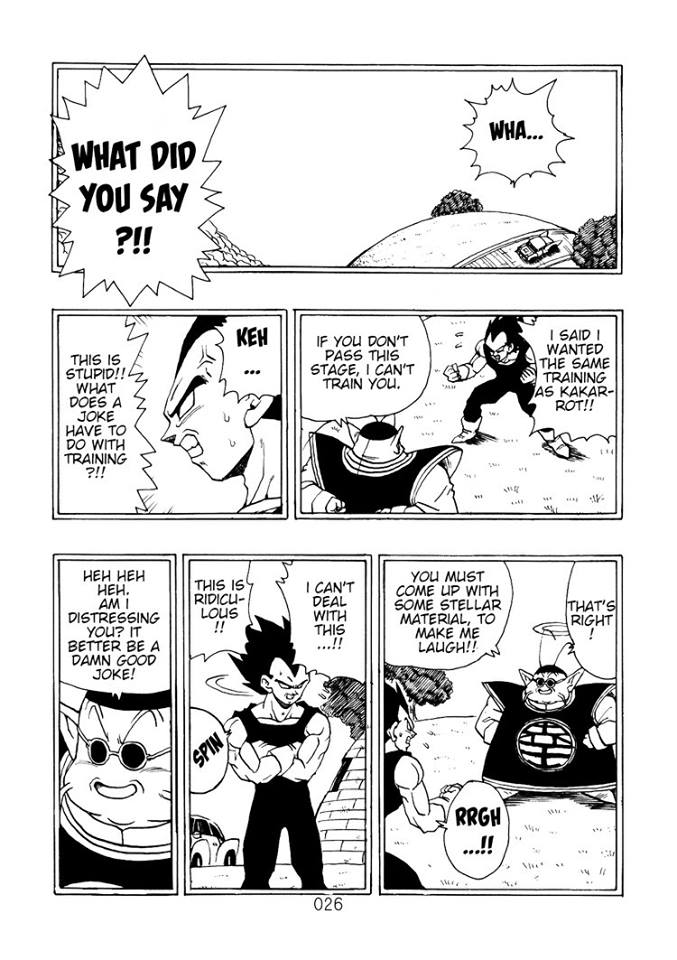 WHA...
WHAT DID
YOU SAY
?!!
I SAID I
WANTED
THE SAME
TRAINING
AS KAKAR-
ROT!!
IF YOU DON'T
PASS THIS
STAGE, I CAN'T
TRAIN YOU.
KEH
...
THIS IS
STUPID!!
WHAT
DOES A
JOKE
HAVE TO
DO WITH
TRAINING
?!!
THAT'S
RIGHT
!
YOU MUST
COME UP WITH
SOME STELLAR
MATERIAL, TO
MAKE ME
LAUGH!!
RRGH
...!!
I CAN'T
DEAL
WITH
THIS
...!!
THIS IS
RIDICU-
LOUS
!!
SPIN
HEH HEH
HEH.
AM I
DISTRESSING
YOU? IT
BETTER BE A
DAMN GOOD
JOKE!
026